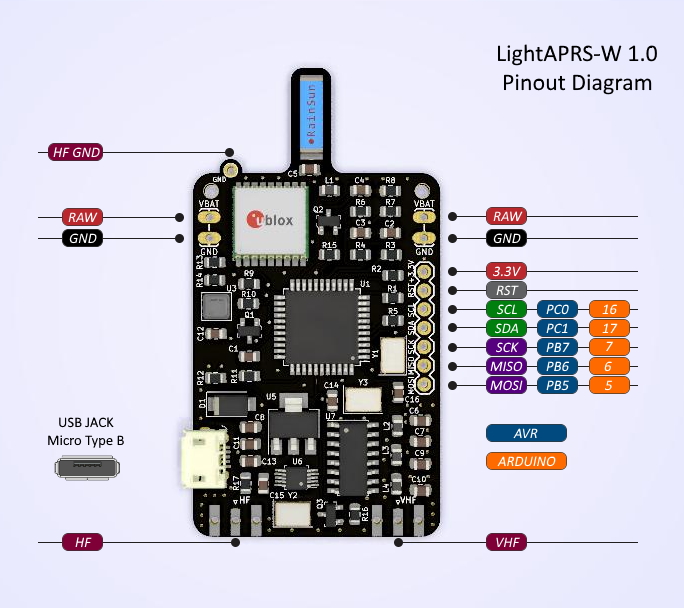 LightAPRS-W 1.0
Pinout Diagram
RainSun
HF GND
GND
C5
L1
C4
R8
VBAT
VBAT
RAW
RAW
ublox
Q2
R6
R7
C3
C2
GND
GND
GND
GND
R15
R4
R3
R13
R14
R9
U3
R10
Q1
C12
C1
R12
R11
U1
R2
R1
R5
Y1
+3.3V
RST
SCL
SDA
SCK
MISO
MOSI
3.3V
RST
SCL PC0 16
SDA PC1 17
SCK PB7 7
MISO PB6 6
MOSI PB5 5
D1
U5
C14
Y3
C16
C8
U7
L2
C6
C7
C11
L3
C9
C13
U6
R17
L4
C10
HF
C15
Y2
Q3
R16
VHF
USB JACK
Micro Type B
AVR
ARDUINO
HF
VHF